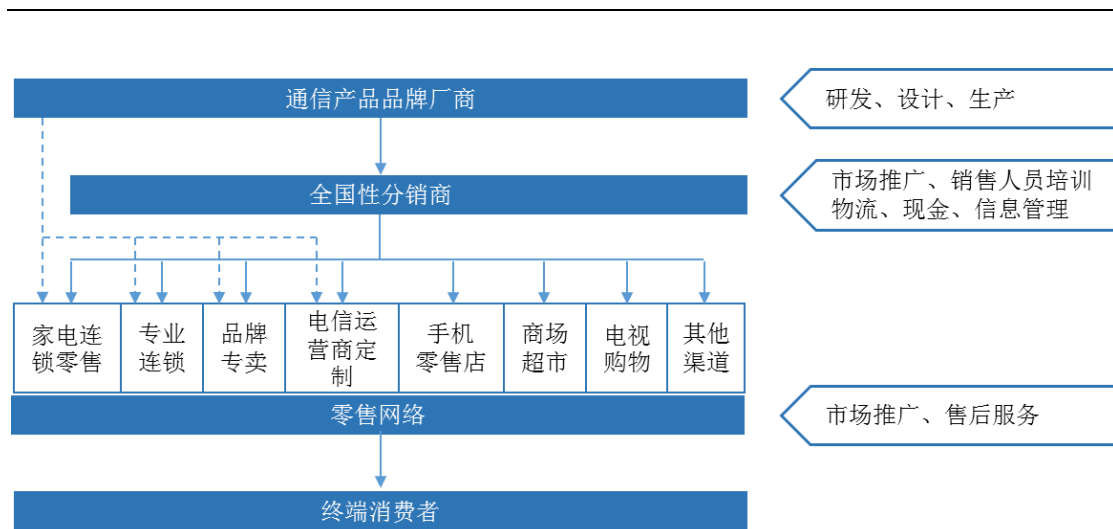 通信产品品牌厂商
研发、设计、生产
全国性分销商
市场推广、销售人员培训
物流、现金、信息管理
家电连
锁零售
专业
连锁
品牌
专卖
电信运
营商定
制
手机
零售店
商场
超市
电视
购物
其他
渠道
零售网络
市场推广、售后服务
终端消费者